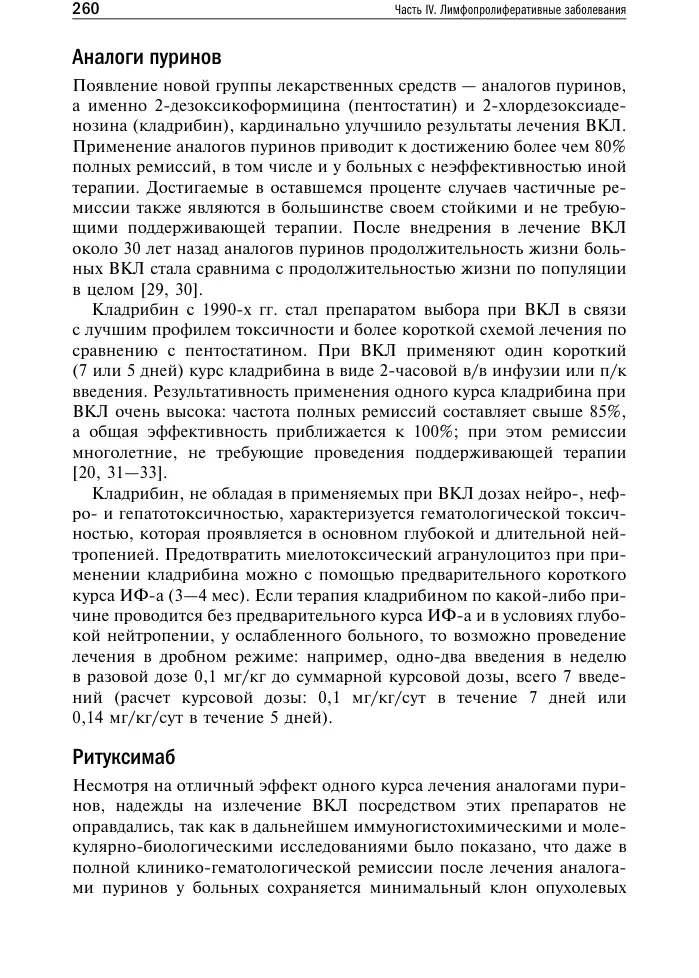 260
Часть IV. Лимфопролиферативные заболевания
Аналоги пуринов
Появление новой группы лекарственных средств — аналогов пуринов,
а именно 2-дезоксикоформицина (пентостатин) и 2-хлордезоксиаде-
нозина (кладрибин), кардинально улучшило результаты лечения ВКЛ.
Применение аналогов пуринов приводит к достижению более чем 80%
полных ремиссий, в том числе и у больных с неэффективностью иной
терапии. Достигаемые в оставшемся проценте случаев частичные ре-
миссии также являются в большинстве своем стойкими и не требую-
щими поддерживающей терапии. После внедрения в лечение ВКЛ
около 30 лет назад аналогов пуринов продолжительность жизни боль-
ных ВКЛ стала сравнима с продолжительностью жизни по популяции
в целом [29, 30].
Кладрибин с 1990-х гг. стал препаратом выбора при ВКЛ в связи
с лучшим профилем токсичности и более короткой схемой лечения по
сравнению с пентостатином. При ВКЛ применяют один короткий
(7 или 5 дней) курс кладрибина в виде 2-часовой в/в инфузии или п/к
введения. Результативность применения одного курса кладрибина при
ВКЛ очень высока: частота полных ремиссий составляет свыше 85%,
а общая эффективность приближается к 100%; при этом ремиссии
многолетние, не требующие проведения поддерживающей терапии
[20, 31—33].
Кладрибин, не обладая в применяемых при ВКЛ дозах нейро-, неф-
ро- и гепатотоксичностью, характеризуется гематологической токсич-
ностью, которая проявляется в основном глубокой и длительной ней-
тропенией. Предотвратить миелотоксический агранулоцитоз при при-
менении кладрибина можно с помощью предварительного короткого
курса ИФ-а (3—4 мес). Если терапия кладрибином по какой-либо при-
чине проводится без предварительного курса ИФ-а и в условиях глубо-
кой нейтропении, у ослабленного больного, то возможно проведение
лечения в дробном режиме: например, одно-два введения в неделю
в разовой дозе 0,1 мг/кг до суммарной курсовой дозы, всего 7 введе-
ний (расчет курсовой дозы: 0,1 мг/кг/сут в течение 7 дней или
0,14 мг/кг/сут в течение 5 дней).
Ритуксимаб
Несмотря на отличный эффект одного курса лечения аналогами пури-
нов, надежды на излечение ВКЛ посредством этих препаратов не
оправдались, так как в дальнейшем иммуногистохимическими и моле-
кулярно-биологическими исследованиями было показано, что даже в
полной клинико-гематологической ремиссии после лечения аналога-
ми пуринов у больных сохраняется минимальный клон опухолевых